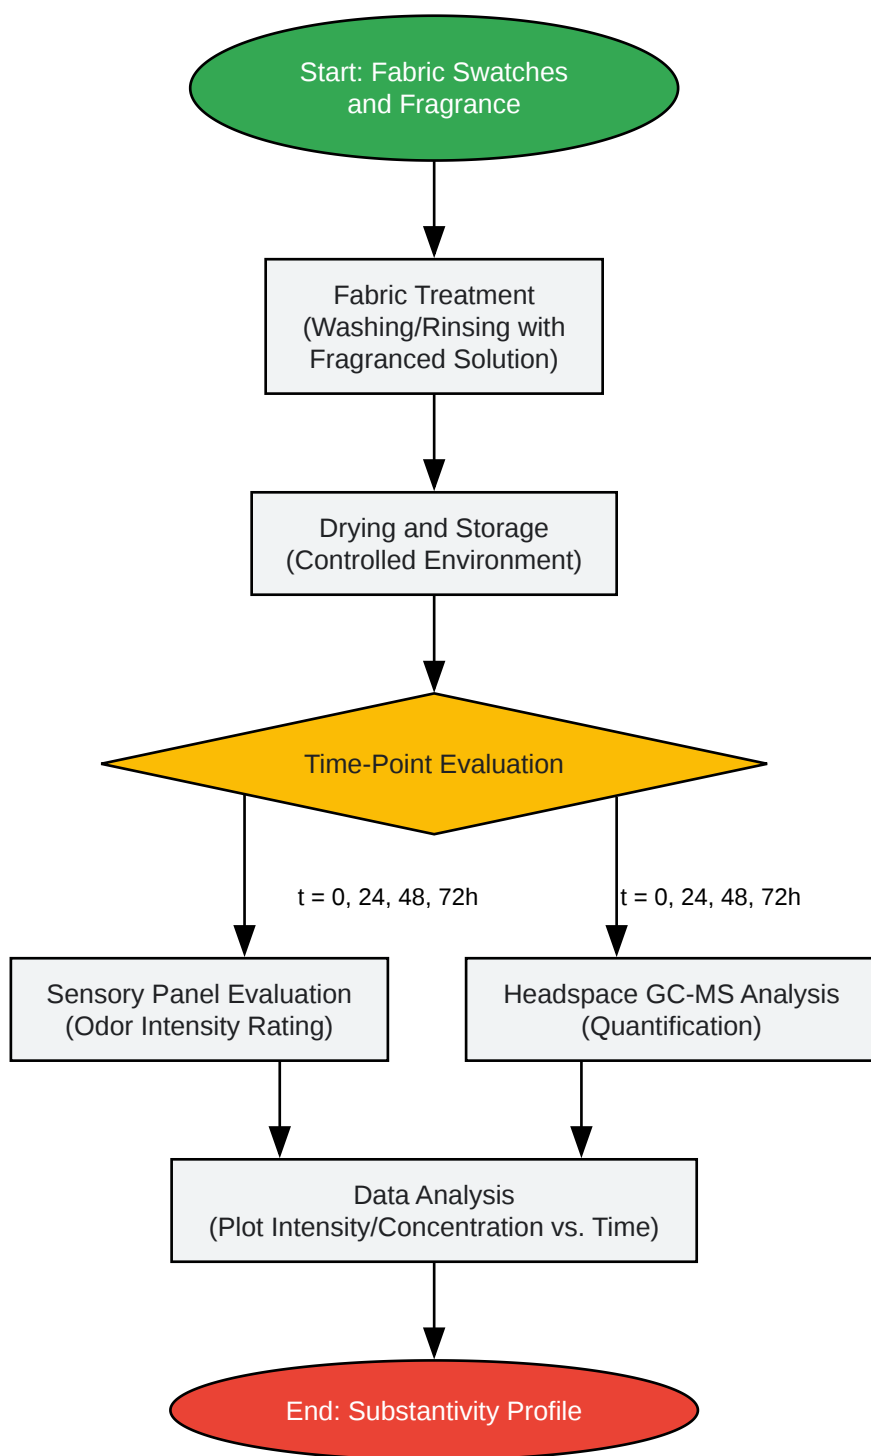 Start: Fabric Swatches
and Fragrance
Fabric Treatment
(Washing/Rinsing with
Fragranced Solution)
Drying and Storage
(Controlled Environment)
Time-Point Evaluation
t = 0, 24, 48, 72h
t = 0, 24, 48, 72h
Sensory Panel Evaluation
(Odor Intensity Rating)
Headspace GC-MS Analysis
(Quantification)
Data Analysis
(Plot Intensity/Concentration vs. Time)
End: Substantivity Profile